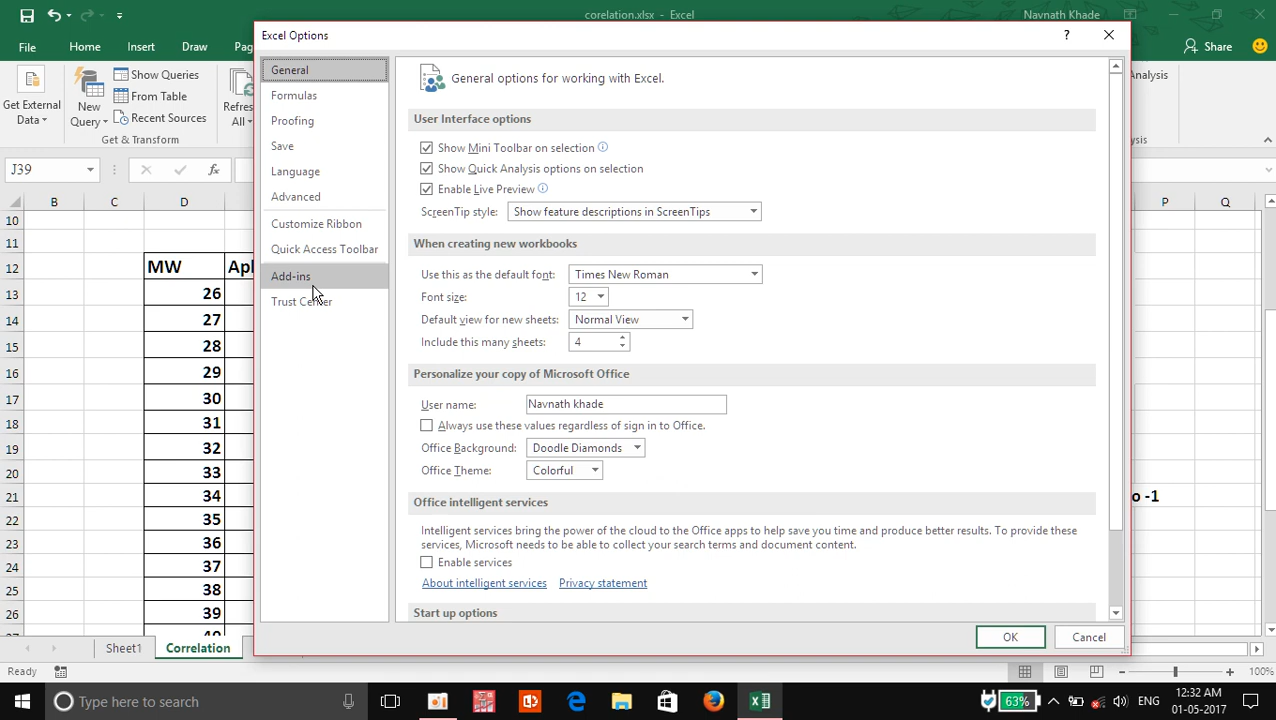 corelation.xlsx - Excel
Navnath Khade
File Home Insert Draw
Share
Excel Options
Get External
Data
New
Query
Show Queries
From Table
Recent Sources
Get & Transform
All
General
Formulas
Proofing
Save
Language
Advanced
Customize Ribbon
Quick Access Toolbar
Add-ins
Trust Center
General options for working with Excel.
User Interface options
Show Mini Toolbar on selection
Show Quick Analysis options on selection
Enable Live Preview
ScreenTip style: Show feature descriptions in ScreenTips
When creating new workbooks
Use this as the default font: Times New Roman
Font size: 12
Default view for new sheets: Normal View
Include this many sheets: 4
Personalize your copy of Microsoft Office
User name: Navnath khade
Always use these values regardless of sign in to Office.
Office Background: Doodle Diamonds
Office Theme: Colorful
Office intelligent services
Intelligent services bring the power of the cloud to the Office apps to help save you time and produce better results. To provide these
services, Microsoft needs to be able to collect your search terms and document content.
Enable services
About intelligent services Privacy statement
Start up options
OK Cancel
Analysis
J39
B C D P Q
10
11
12 MW
13 26
14 27
15 28
16 29
17 30
18 31
19 32
20 33
21 34 -1
22 35
23 36
24 37
25 38
26 39
Sheet1 Correlation
Ready
100%
Type here to search
63%
ENG
12:32 AM
01-05-2017